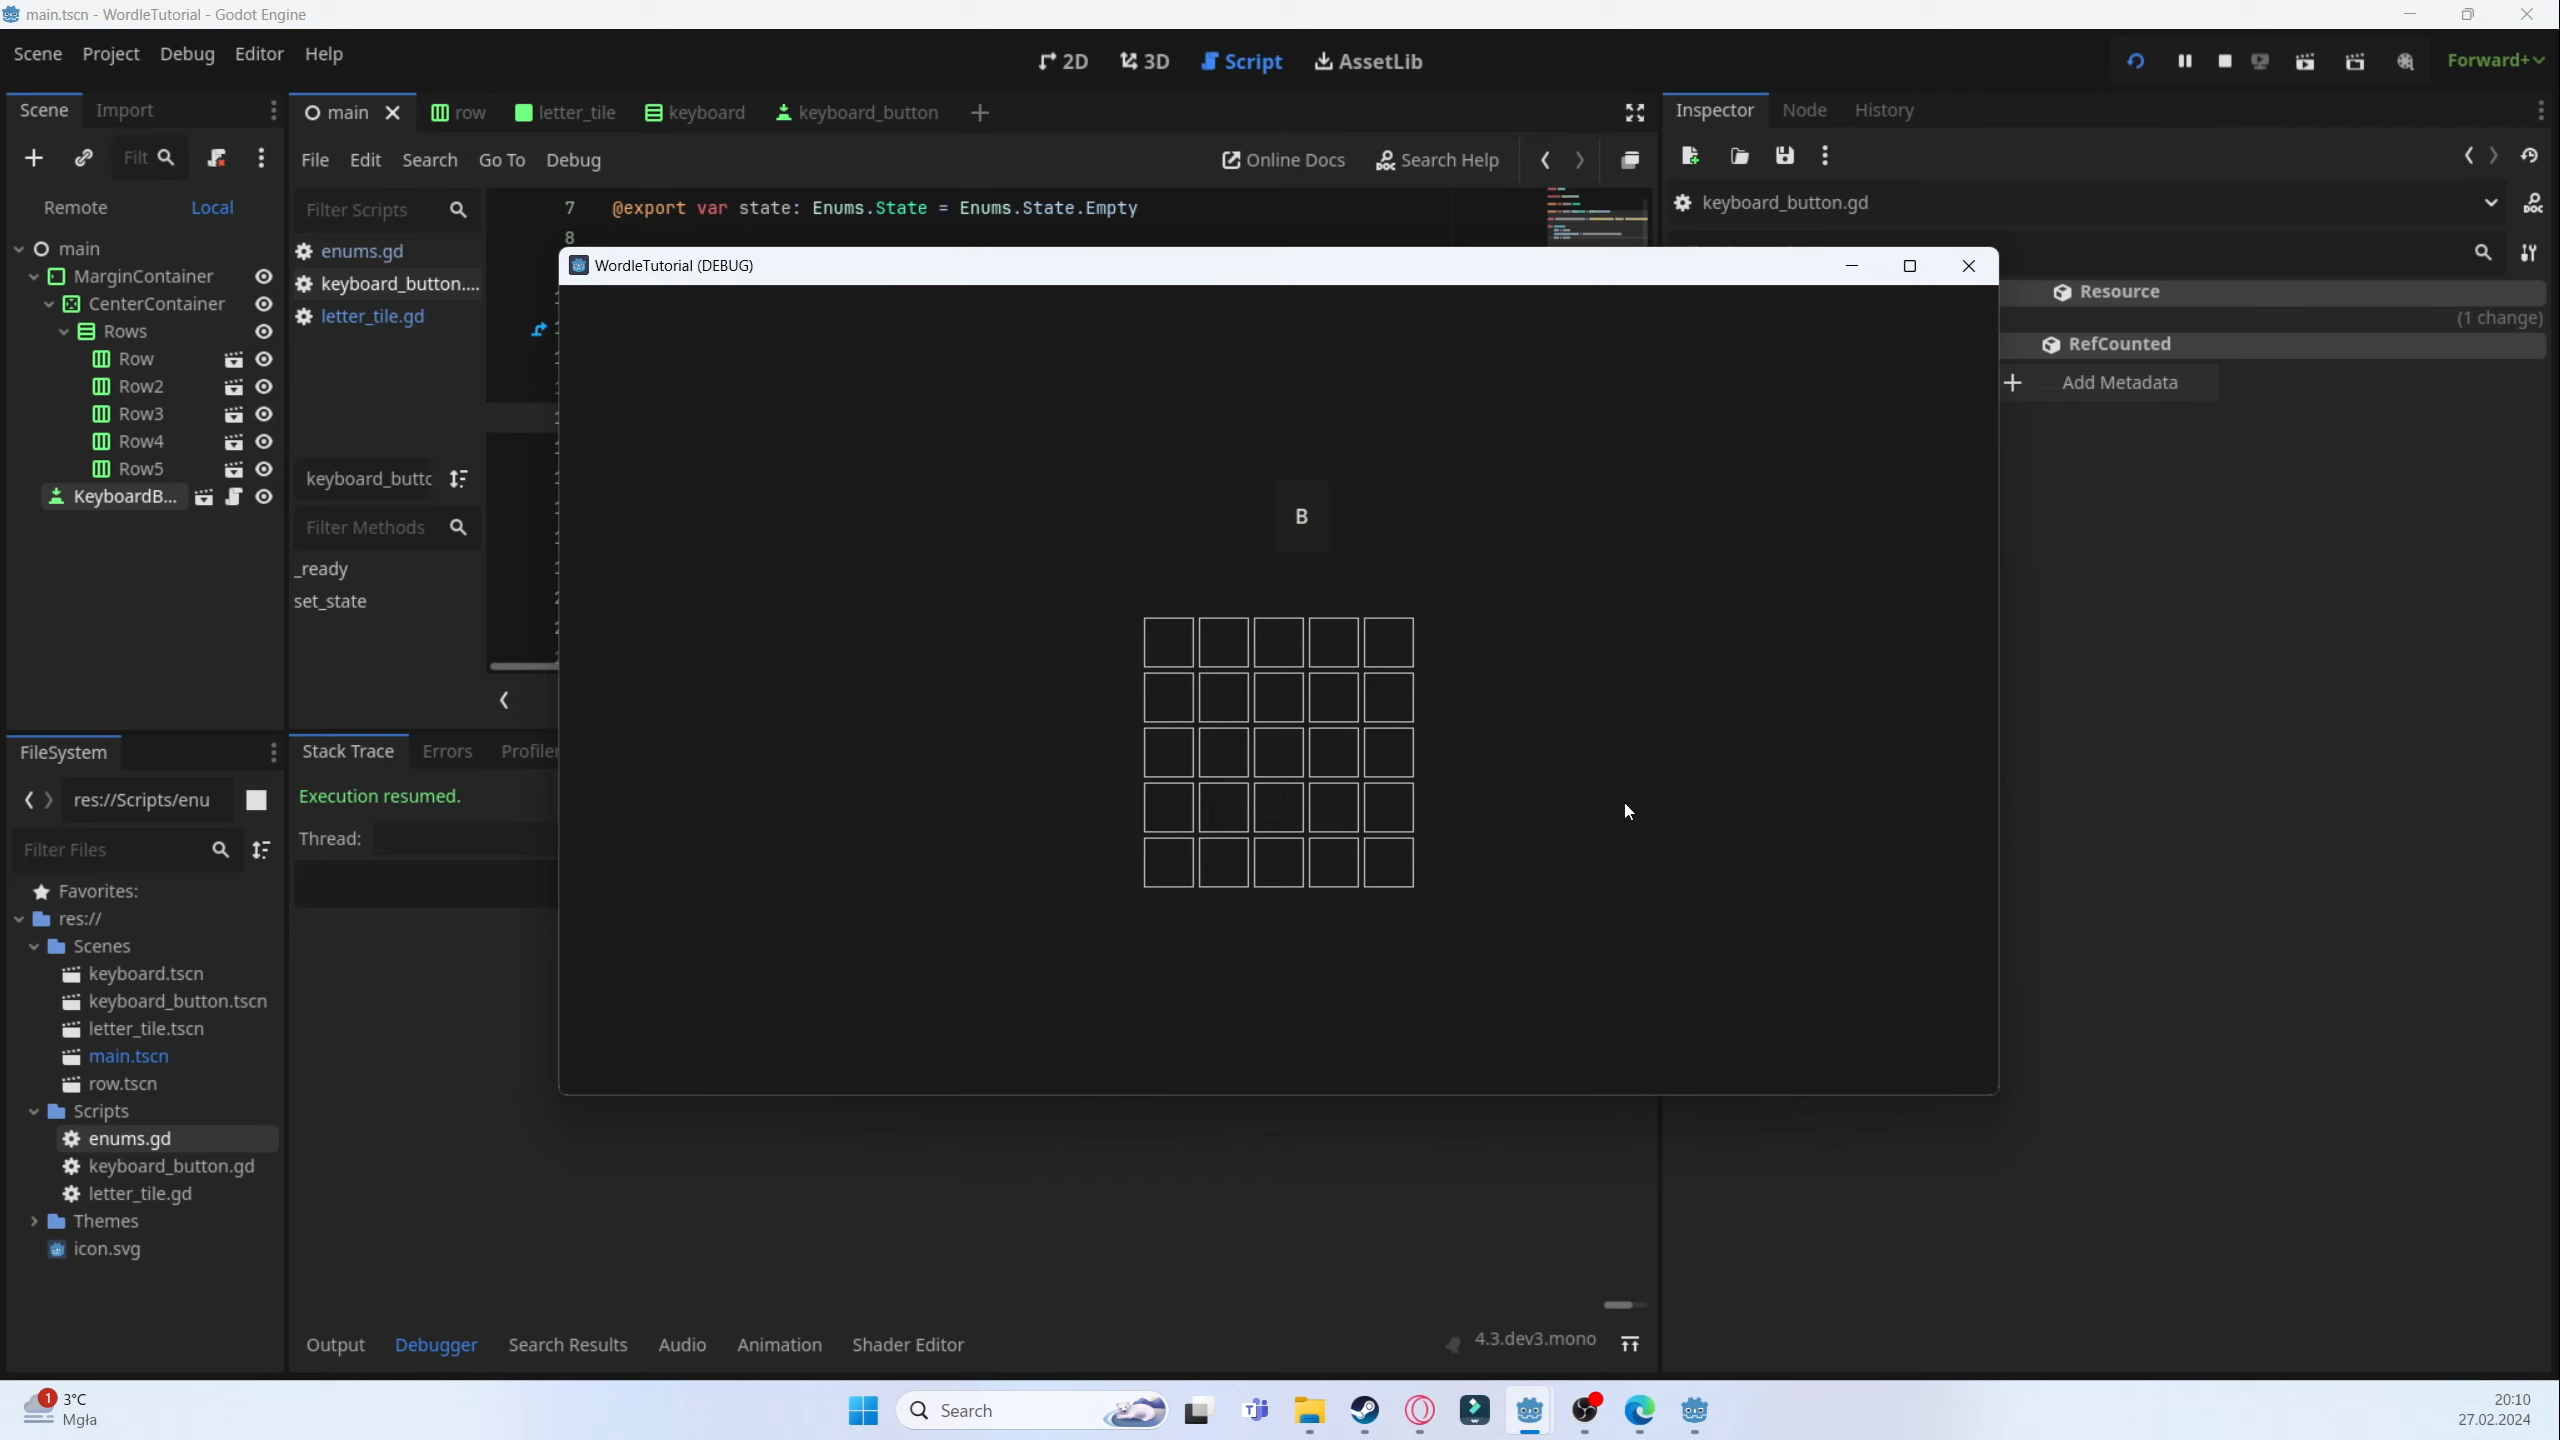 main.tscn - WordleTutorial - Godot Engine
Scene Project Debug Editor Help
2D 3D Script AssetLib
Forward+
Scene Import
main row letter_tile keyboard keyboard_button
Inspector Node History
Filt
File Edit Search Go To Debug
Online Docs Search Help
Remote Local
Filter Scripts
7 @export var state: Enums.State = Enums.State.Empty
8
keyboard_button.gd
main
MarginContainer
CenterContainer
Rows
Row
Row2
Row3
Row4
Row5
KeyboardB...
enums.gd
keyboard_button....
letter_tile.gd
keyboard_butto
Filter Methods
_ready
set_state
WordleTutorial (DEBUG)
B
Resource
(1 change)
RefCounted
Add Metadata
FileSystem
res://Scripts/enu
Filter Files
Favorites:
res://
Scenes
keyboard.tscn
keyboard_button.tscn
letter_tile.tscn
main.tscn
row.tscn
Scripts
enums.gd
keyboard_button.gd
letter_tile.gd
Themes
icon.svg
Stack Trace Errors Profiler
Execution resumed.
Thread:
Output Debugger Search Results Audio Animation Shader Editor
4.3.dev3.mono
1
3°C
Mgła
Search
20:10
27.02.2024